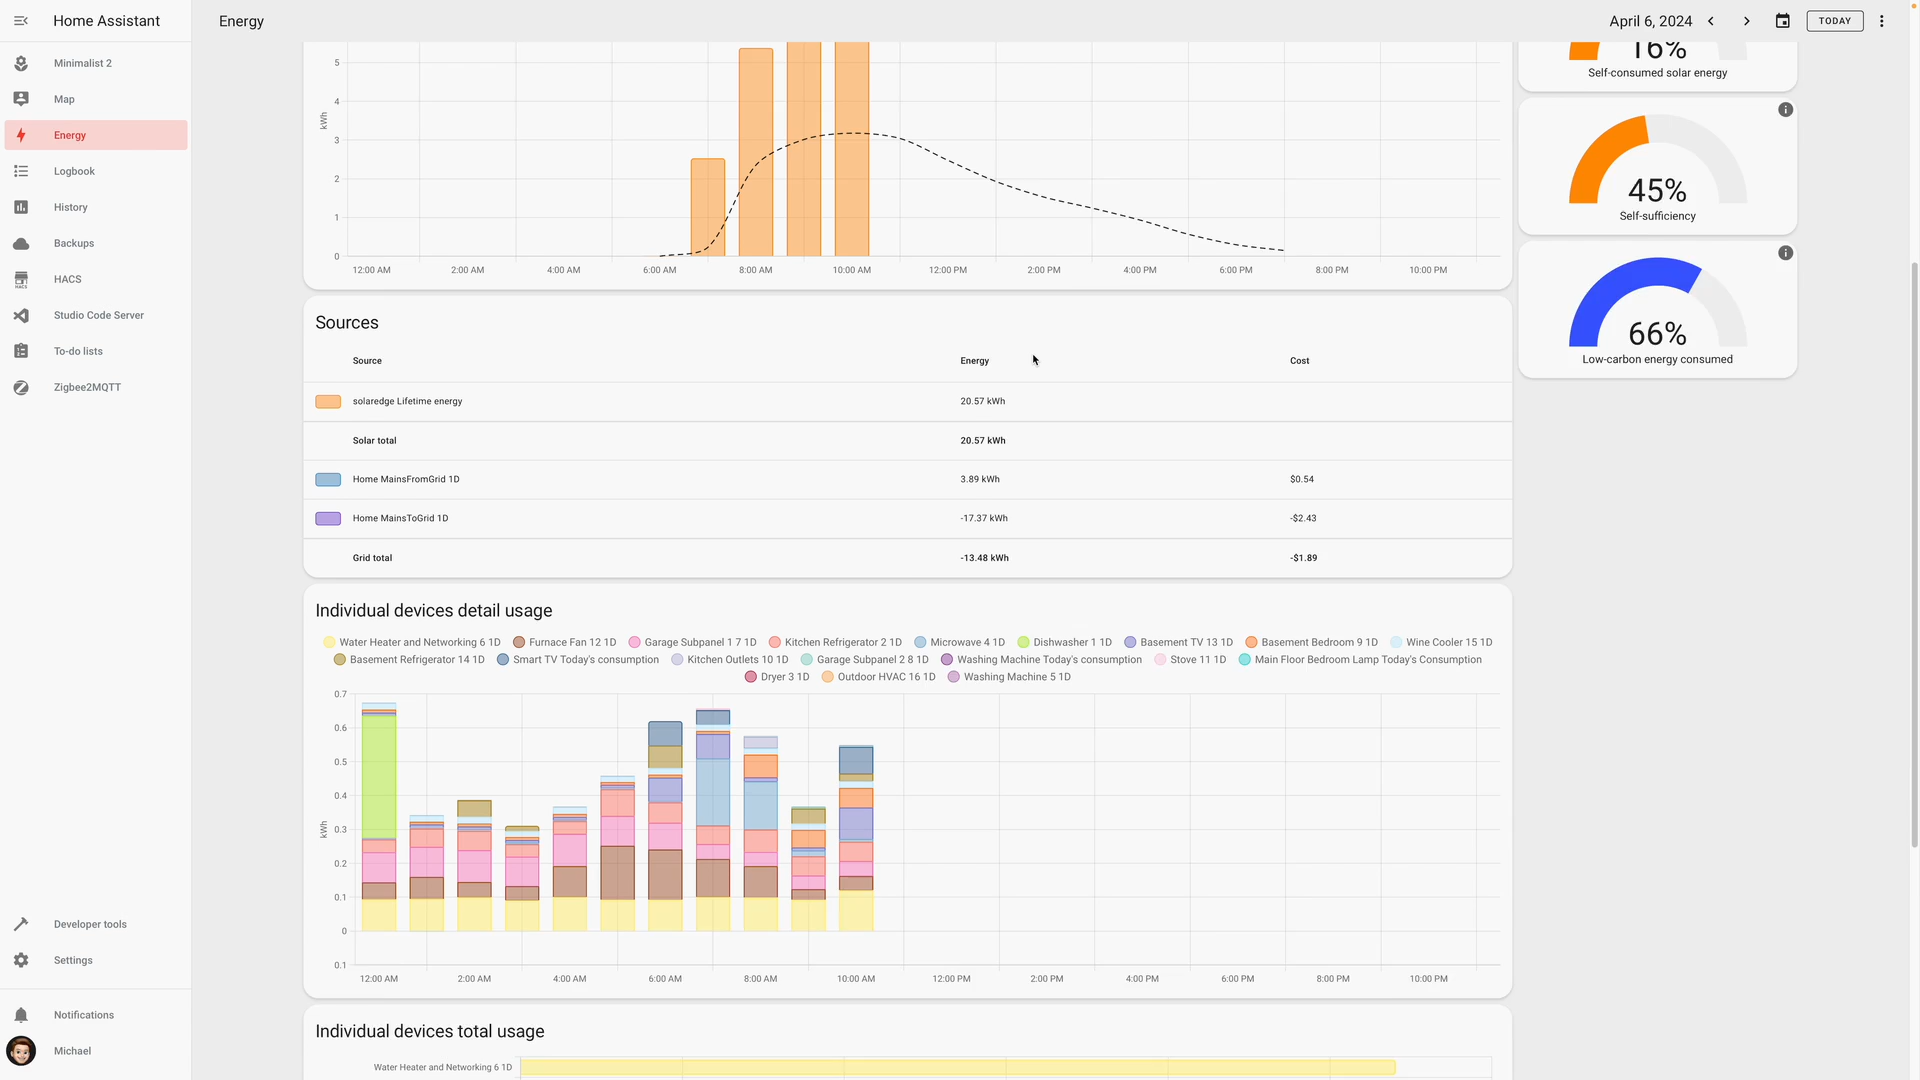 Home Assistant
Energy
April 6, 2024
TODAY
Minimalist 2
Map
Energy
Logbook
History
Backups
HACS
HACS
Studio Code Server
To-do lists
Zigbee2MQTT
Developer tools
Settings
Notifications
Michael
kWh
5
4
3
2
1
0
12:00 AM 2:00 AM 4:00 AM 6:00 AM 8:00 AM 10:00 AM 12:00 PM 2:00 PM 4:00 PM 6:00 PM 8:00 PM 10:00 PM
16%
Self-consumed solar energy
45%
Self-sufficiency
66%
Low-carbon energy consumed
Sources
Source Energy Cost
solaredge Lifetime energy 20.57 kWh
Solar total 20.57 kWh
Home MainsFromGrid 1D 3.89 kWh $0.54
Home MainsToGrid 1D -17.37 kWh -$2.43
Grid total -13.48 kWh -$1.89
Individual devices detail usage
Water Heater and Networking 6 1D Furnace Fan 12 1D Garage Subpanel 1 7 1D Kitchen Refrigerator 2 1D Microwave 4 1D Dishwasher 1 1D Basement TV 13 1D Basement Bedroom 9 1D Wine Cooler 15 1D
Basement Refrigerator 14 1D Smart TV Today's consumption Kitchen Outlets 10 1D Garage Subpanel 2 8 1D Washing Machine Today's consumption Stove 11 1D Main Floor Bedroom Lamp Today's Consumption
Dryer 3 1D Outdoor HVAC 16 1D Washing Machine 5 1D
kWh
0.7
0.6
0.5
0.4
0.3
0.2
0.1
0
0.1
12:00 AM 2:00 AM 4:00 AM 6:00 AM 8:00 AM 10:00 AM 12:00 PM 2:00 PM 4:00 PM 6:00 PM 8:00 PM 10:00 PM
Individual devices total usage
Water Heater and Networking 6 1D